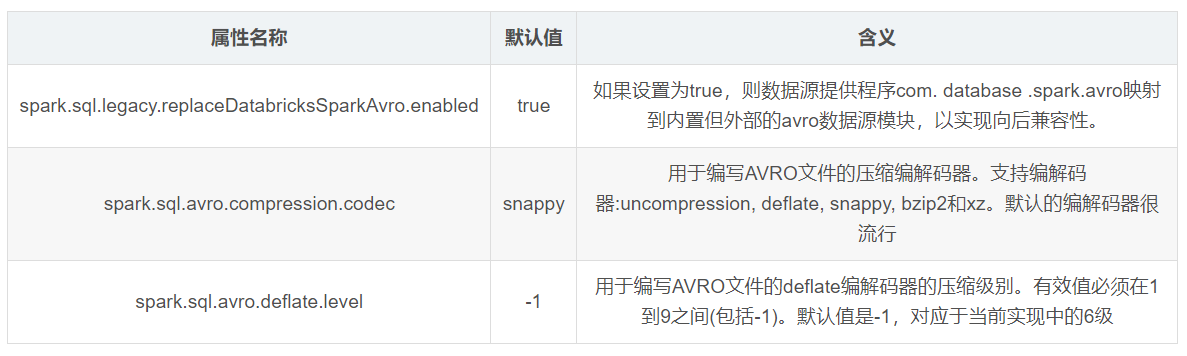 属性名称 默认值 含义
spark.sql.legacy.replaceDatabricksSparkAvro.enabled true 如果设置为true，则数据源提供程序com. database .spark.avro映射
到内置但外部的avro数据源模块，以实现向后兼容性。
spark.sql.avro.compression.codec snappy 用于编写AVRO文件的压缩编解码器。支持编解码
器:uncompression, deflate, snappy, bzip2和xz。默认的编解码器很
流行
spark.sql.avro.deflate.level -1 用于编写AVRO文件的deflate编解码器的压缩级别。有效值必须在1
到9之间(包括-1)。默认值是-1，对应于当前实现中的6级